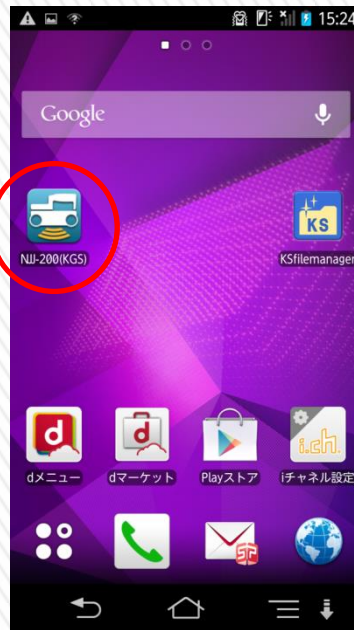 15:24
Google
NJJ-200(KGS)
KS
KSfilemanager
d
d
i.ch.
dメニュー
dマーケット
Playストア
iチャネル設定